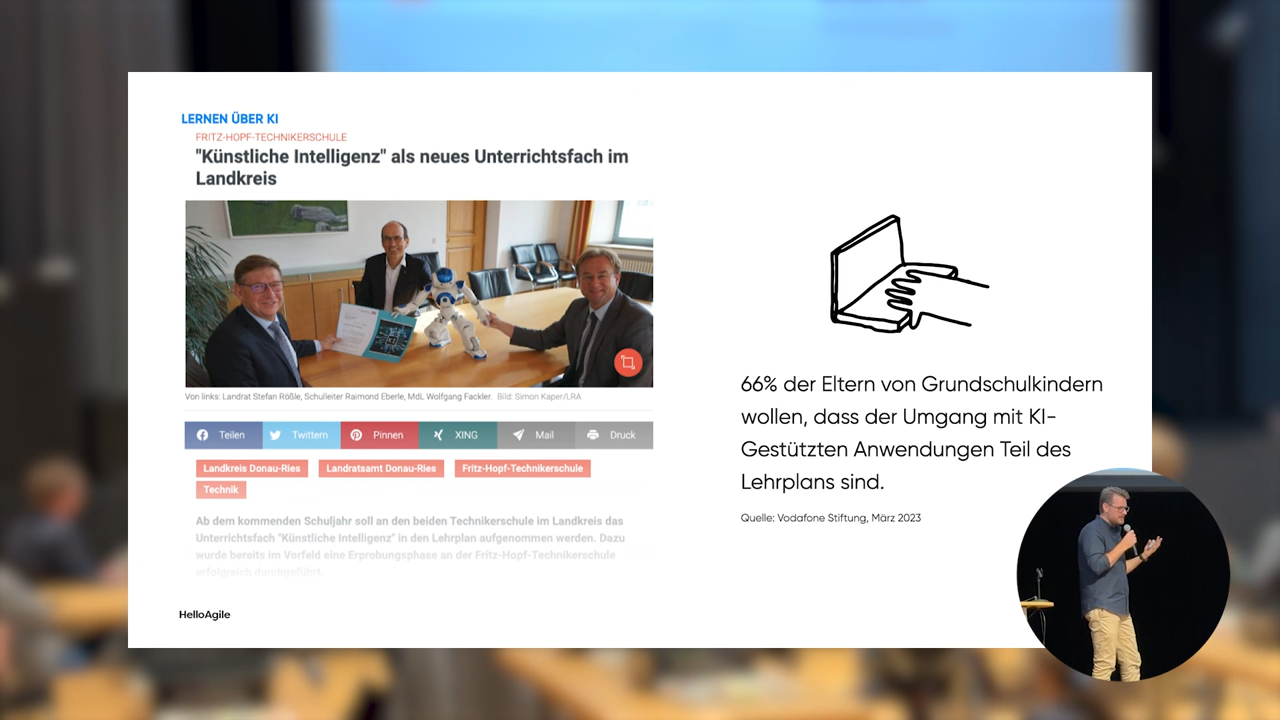 LERNEN ÜBER KI
FRITZ-HOPF-TECHNIKERSCHULE
"Künstliche Intelligenz" als neues Unterrichtsfach im
Landkreis
Von links: Landrat Stefan Rößle, Schulleiter Raimond Eberle, MdL Wolfgang Fackler. Bild: Simon Kaper/LRA
Teilen
Twittern
Pinnen
XING
Mail
Druck
Landkreis Donau-Ries
Landratsamt Donau-Ries
Fritz-Hopf-Technikerschule
Technik
Ab dem kommenden Schuljahr soll an den beiden Technikerschule im Landkreis das
Unterrichtsfach "Künstliche Intelligenz" in den Lehrplan aufgenommen werden. Dazu
wurde bereits im Vorfeld eine Erprobungsphase an der Fritz-Hopf-Technikerschule
erfolgreich durchgeführt.
66% der Eltern von Grundschulkindern
wollen, dass der Umgang mit KI-
Gestützten Anwendungen Teil des
Lehrplans sind.
Quelle: Vodafone Stiftung, März 2023
HelloAgile